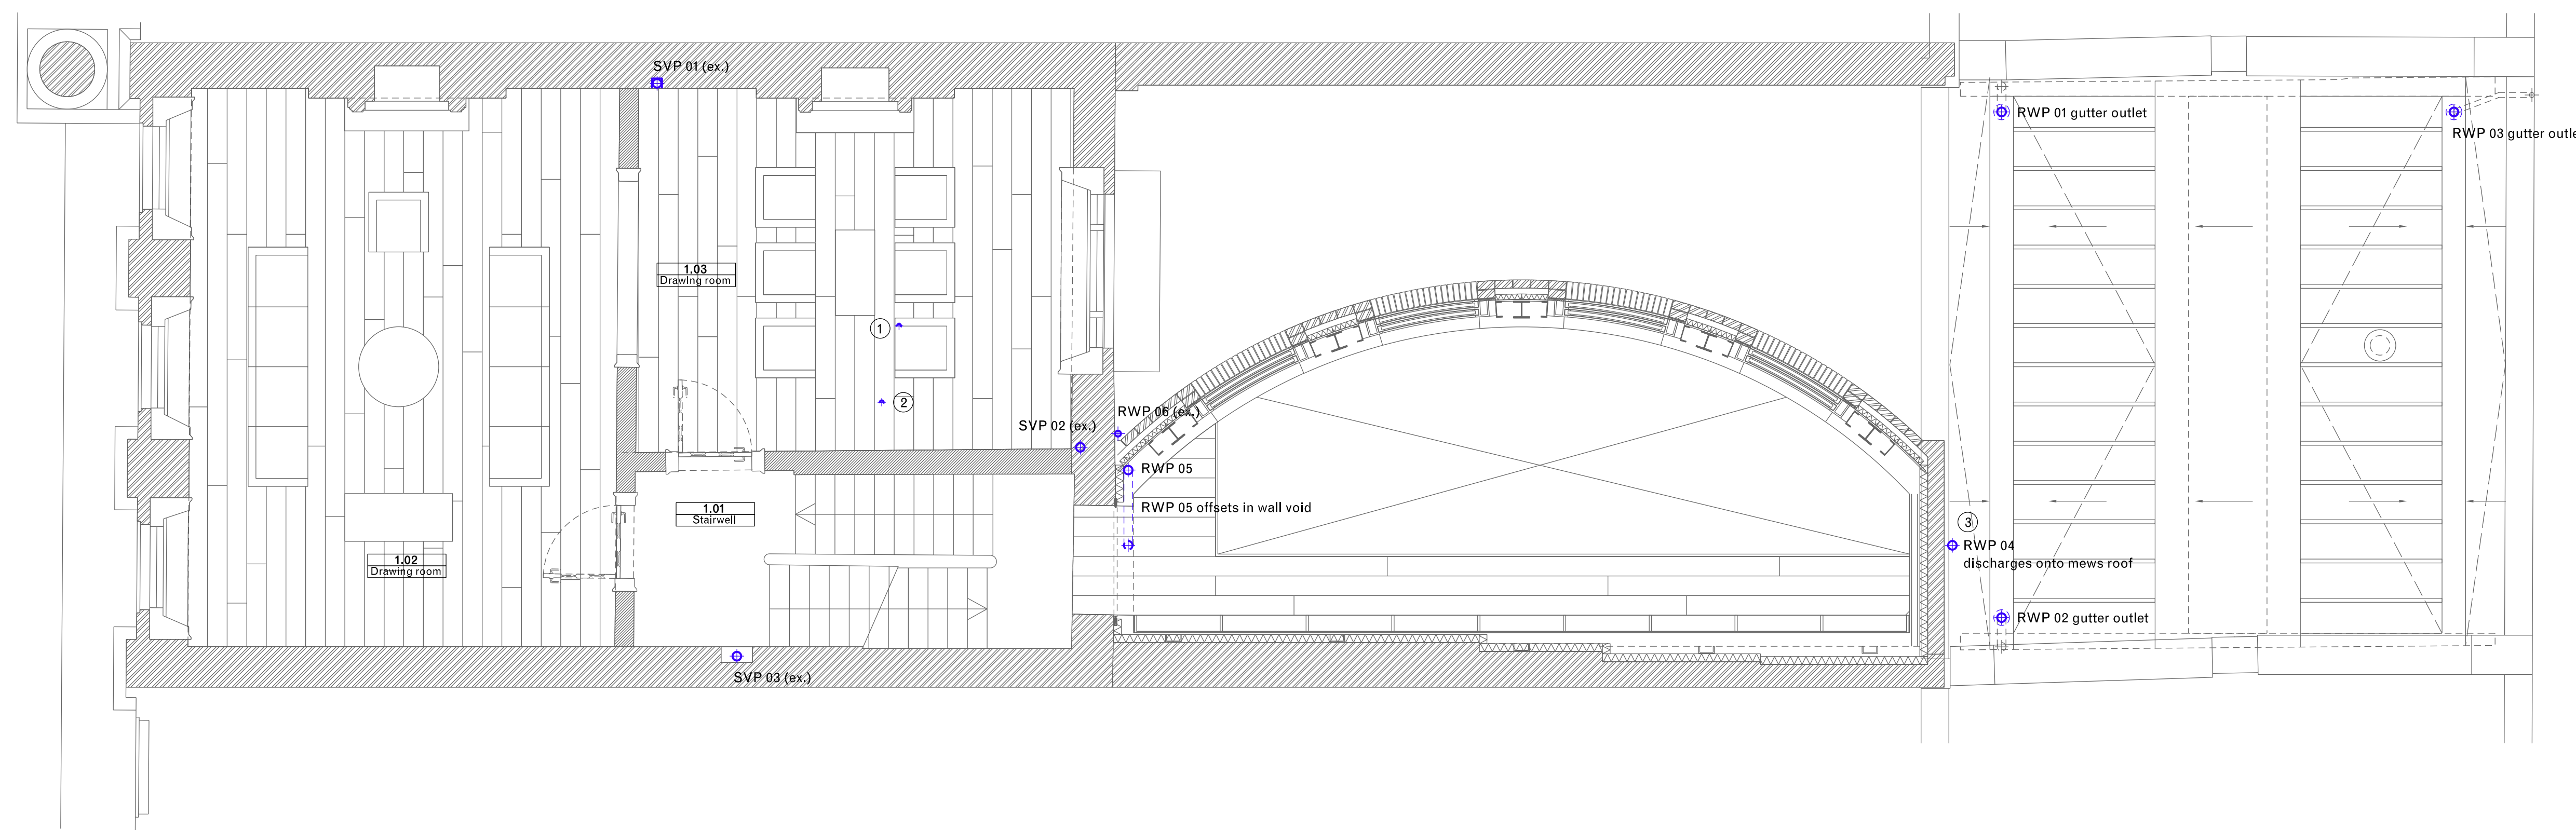 SVP 01 (ex.)
RWP 01 gutter outlet
RWP 03 gutter outle
1.03
Drawing room
1
2
RWP 06 (ex.)
SVP 02 (ex.)
RWP 05
RWP 05 offsets in wall void
1.01
Stairwell
3
RWP 04
discharges onto mews roof
1.02
Drawing room
RWP 02 gutter outlet
SVP 03 (ex.)